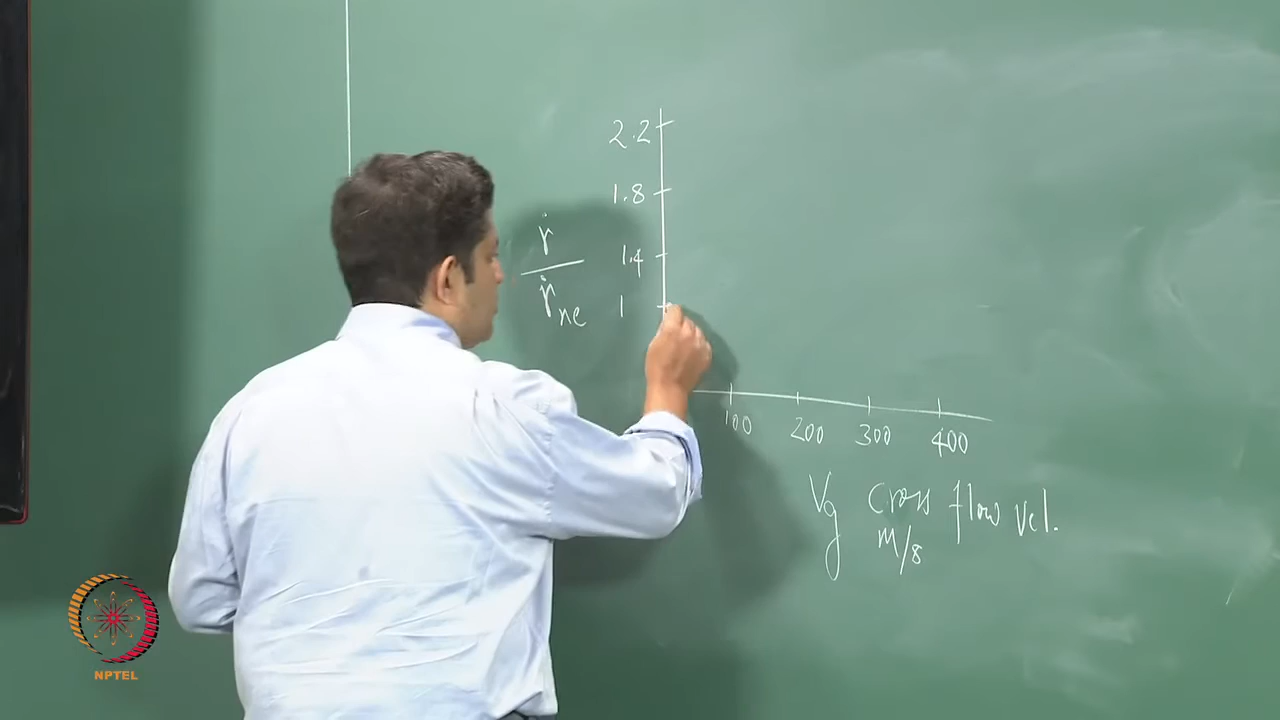 2.2
1.8
ṙ
1.4
ṙne
1
100 200 300 400
Vg cross flow vel.
m/s
NPTEL